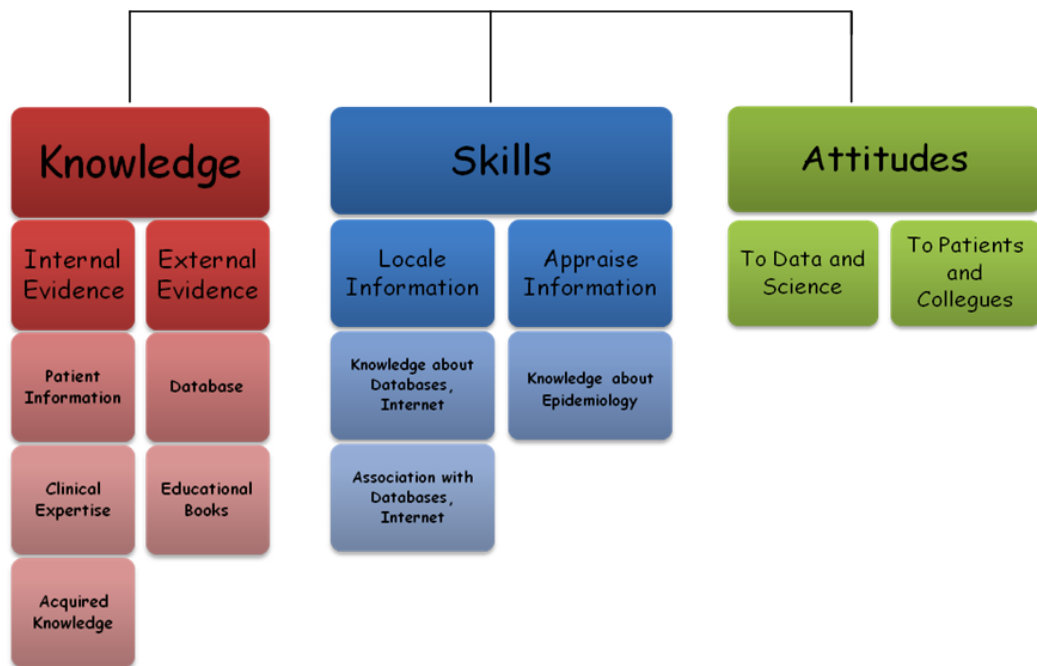 Knowledge
Internal
Evidence
External
Evidence
Patient
Information
Database
Clinical
Expertise
Educational
Books
Acquired
Knowledge
Skills
Locale
Information
Appraise
Information
Knowledge about
Databases,
Internet
Knowledge about
Epidemiology
Association with
Databases,
Internet
Attitudes
To Data and
Science
To Patients
and
Collegues